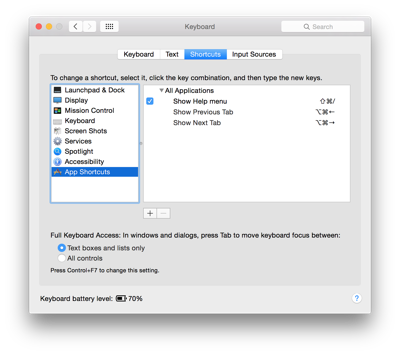 Keyboard
Search
Keyboard Text Shortcuts Input Sources
To change a shortcut, select it, click the key combination, and then type the new keys.
Launchpad & Dock
Display
Mission Control
Keyboard
Screen Shots
Services
Spotlight
Accessibility
App Shortcuts
All Applications
Show Help menu ⇧⌘/
Show Previous Tab ⌥⌘←
Show Next Tab ⌥⌘→
+ −
Full Keyboard Access: In windows and dialogs, press Tab to move keyboard focus between:
Text boxes and lists only
All controls
Press Control+F7 to change this setting.
Keyboard battery level: 70%
?